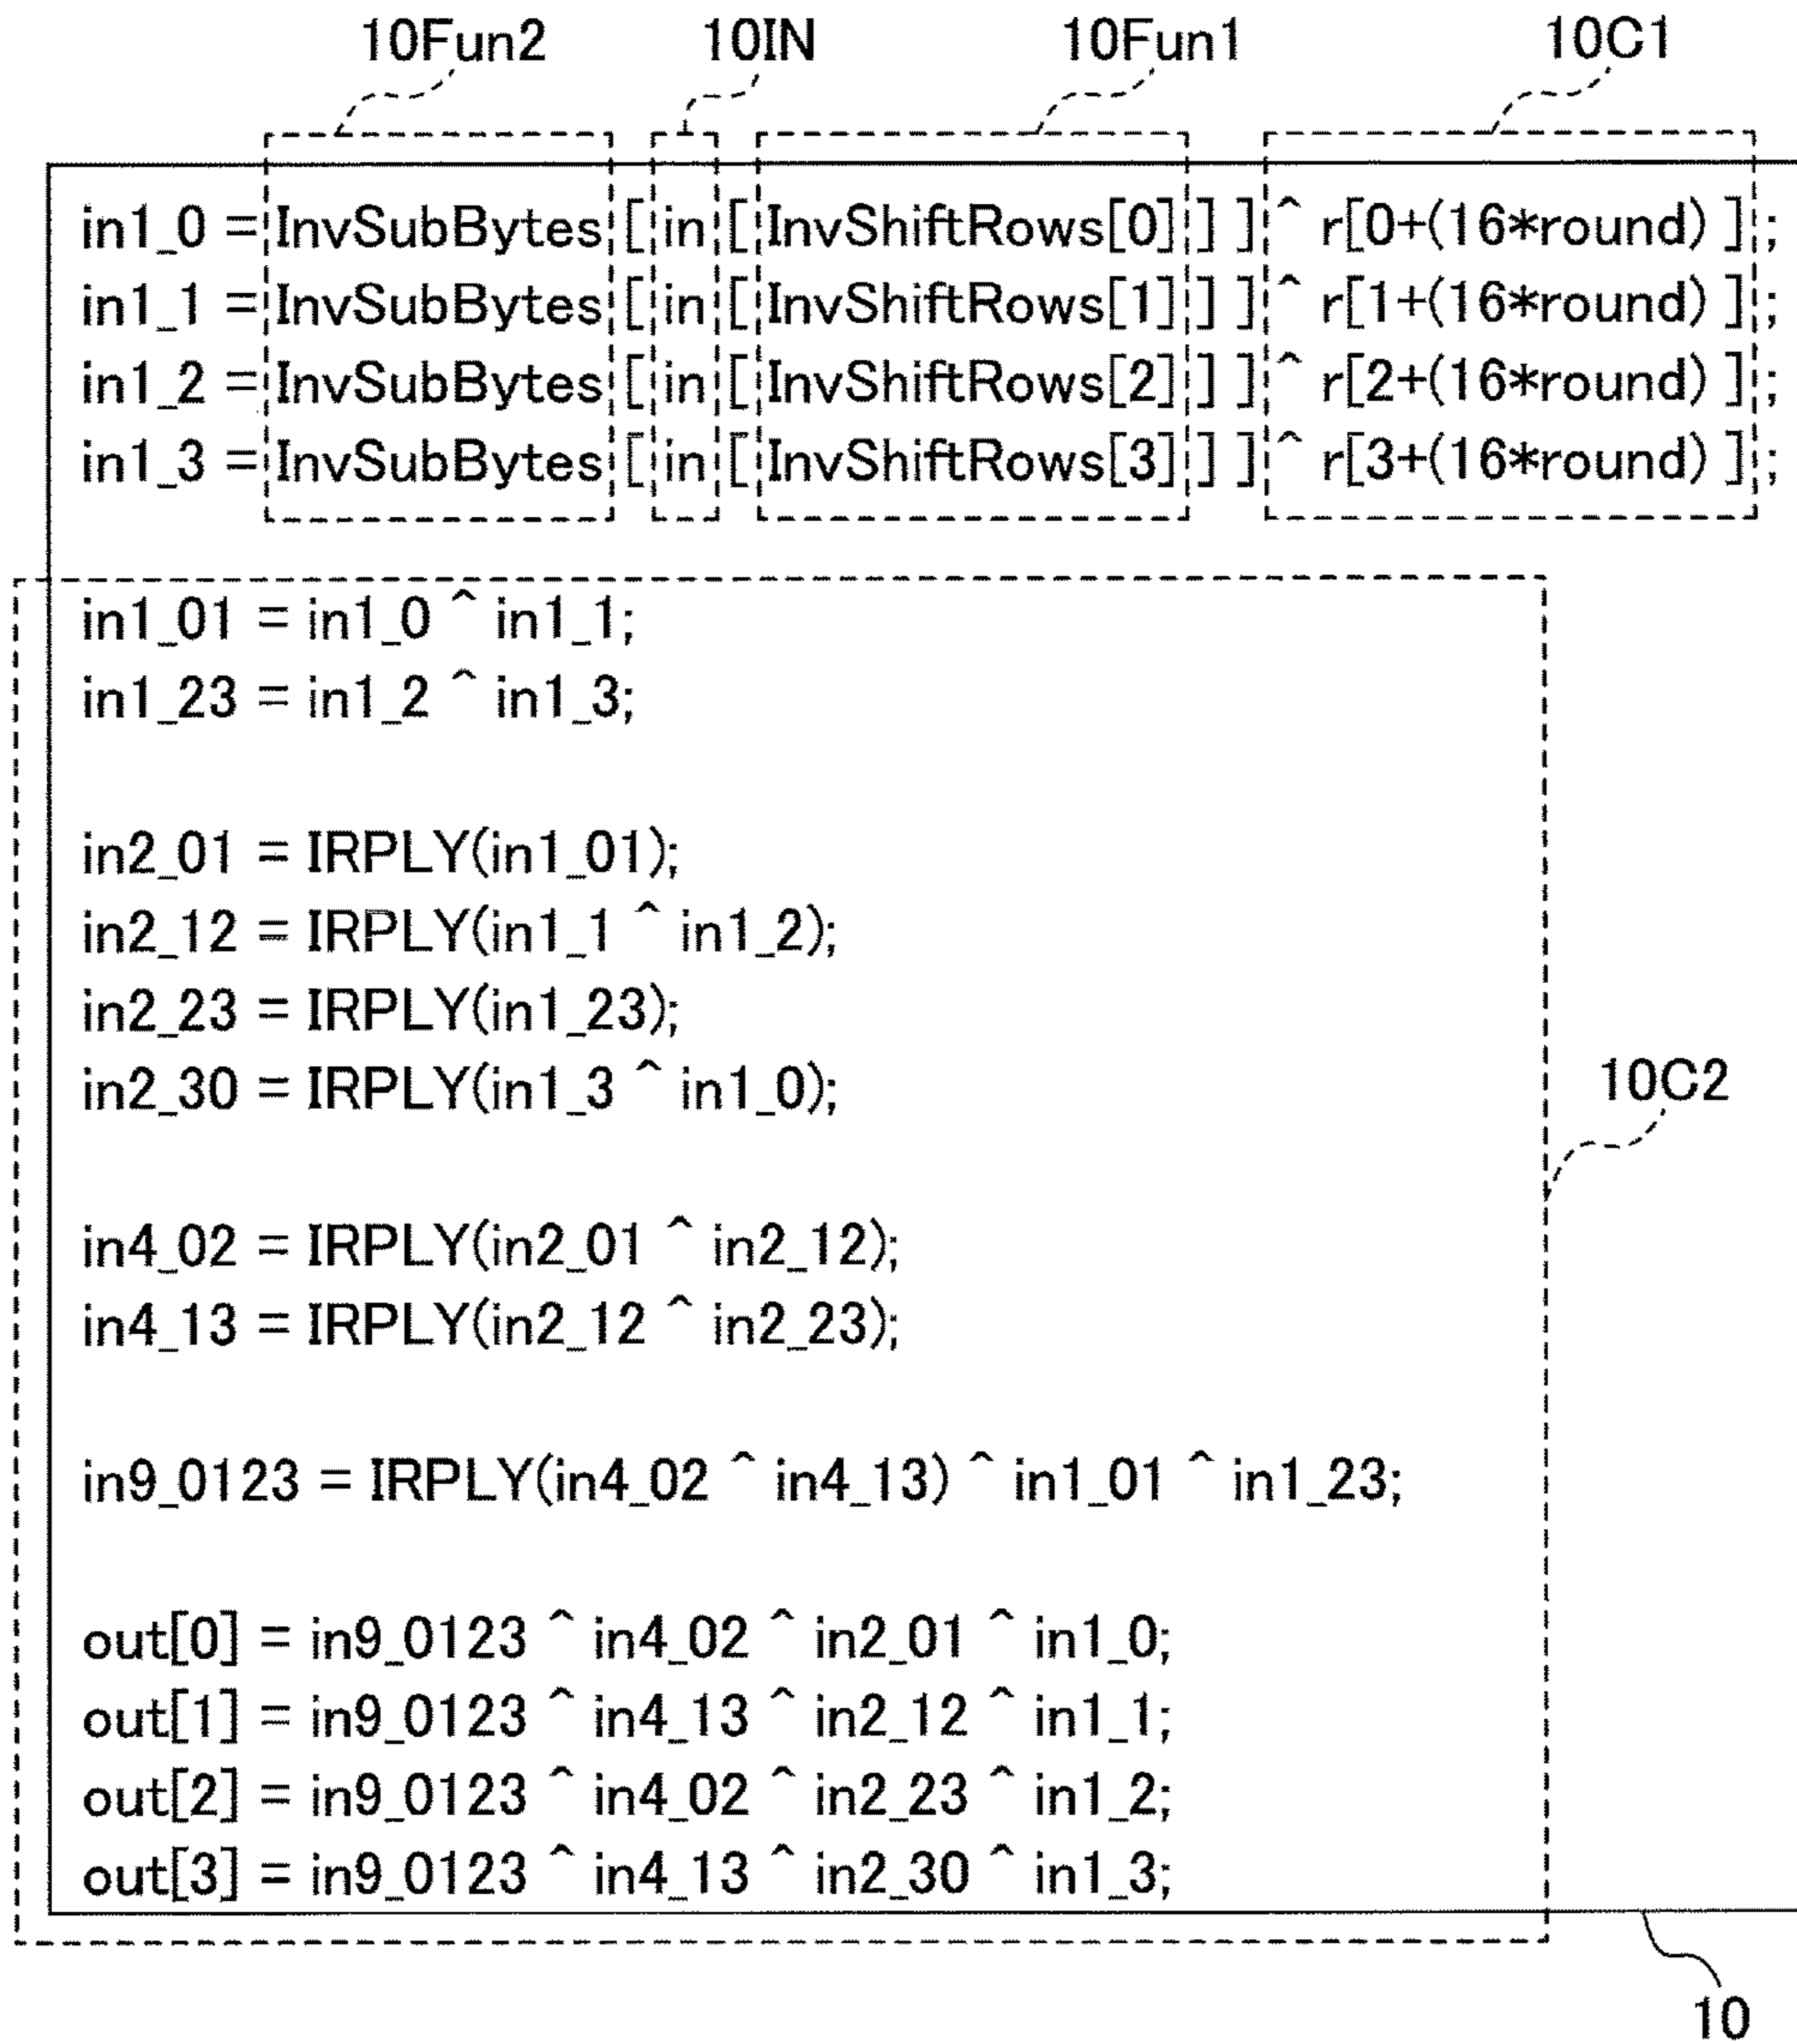 10Fun2 10IN 10Fun1 10C1
in1_0 = InvSubBytes [ in [ InvShiftRows[0] ] ] ^ r[0+(16*round) ];
in1_1 = InvSubBytes [ in [ InvShiftRows[1] ] ] ^ r[1+(16*round) ];
in1_2 = InvSubBytes [ in [ InvShiftRows[2] ] ] ^ r[2+(16*round) ];
in1_3 = InvSubBytes [ in [ InvShiftRows[3] ] ] ^ r[3+(16*round) ];
in1_01 = in1_0 ^ in1_1;
in1_23 = in1_2 ^ in1_3;
in2_01 = IRPLY(in1_01);
in2_12 = IRPLY(in1_1 ^ in1_2);
in2_23 = IRPLY(in1_23);
in2_30 = IRPLY(in1_3 ^ in1_0);
10C2
in4_02 = IRPLY(in2_01 ^ in2_12);
in4_13 = IRPLY(in2_12 ^ in2_23);
in9_0123 = IRPLY(in4_02 ^ in4_13) ^ in1_01 ^ in1_23;
out[0] = in9_0123 ^ in4_02 ^ in2_01 ^ in1_0;
out[1] = in9_0123 ^ in4_13 ^ in2_12 ^ in1_1;
out[2] = in9_0123 ^ in4_02 ^ in2_23 ^ in1_2;
out[3] = in9_0123 ^ in4_13 ^ in2_30 ^ in1_3;
10